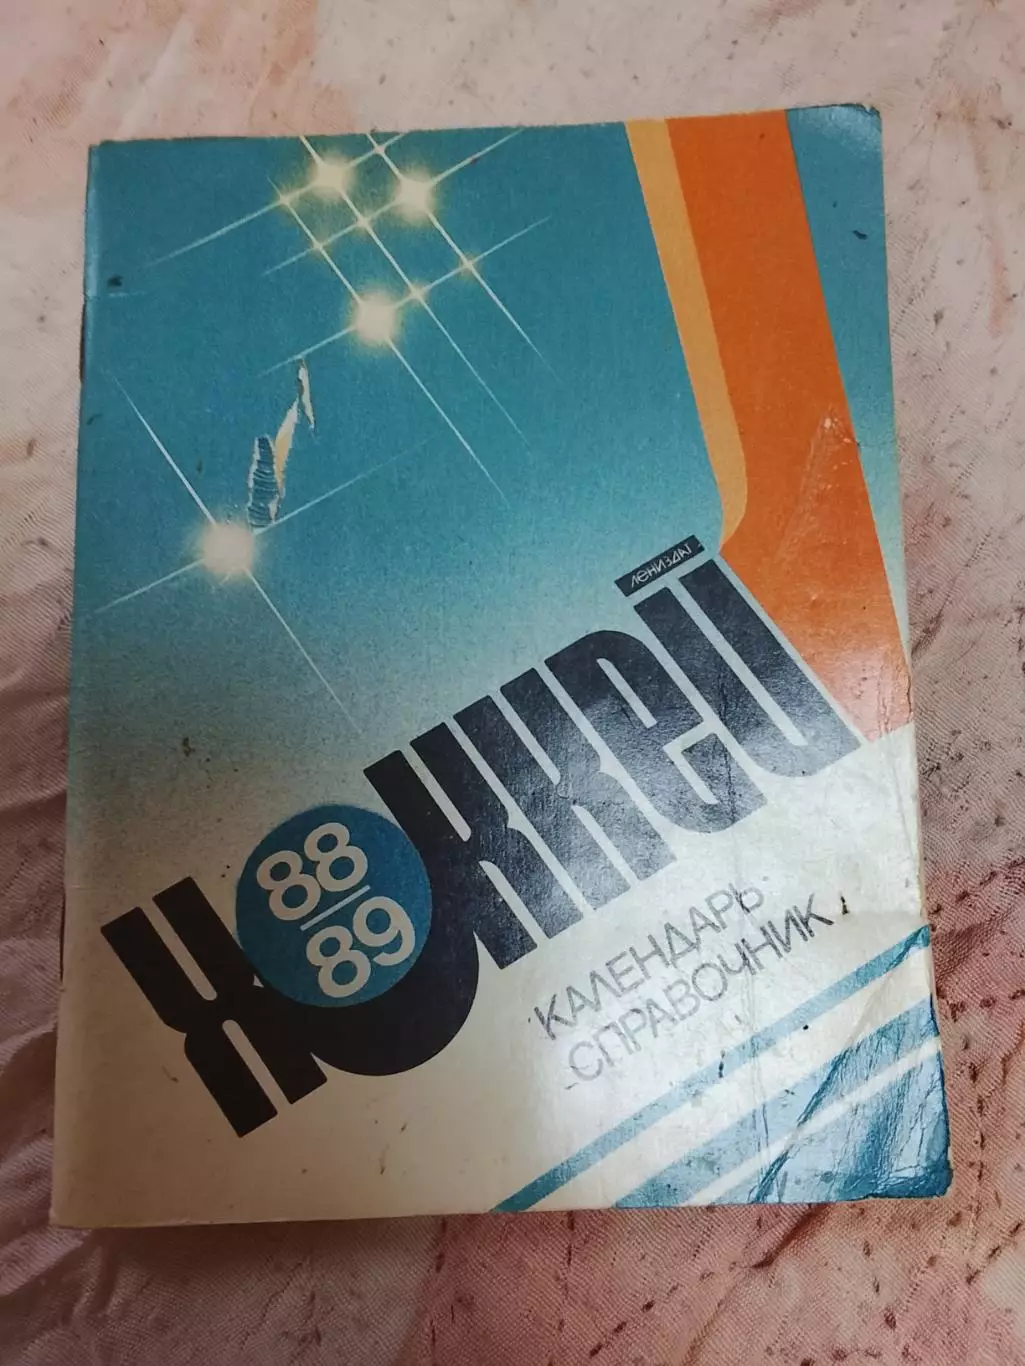 ЛЕНИЗДАТ
ХОККЕЙ
88/89
КАЛЕНДАРЬ
СПРАВОЧНИК